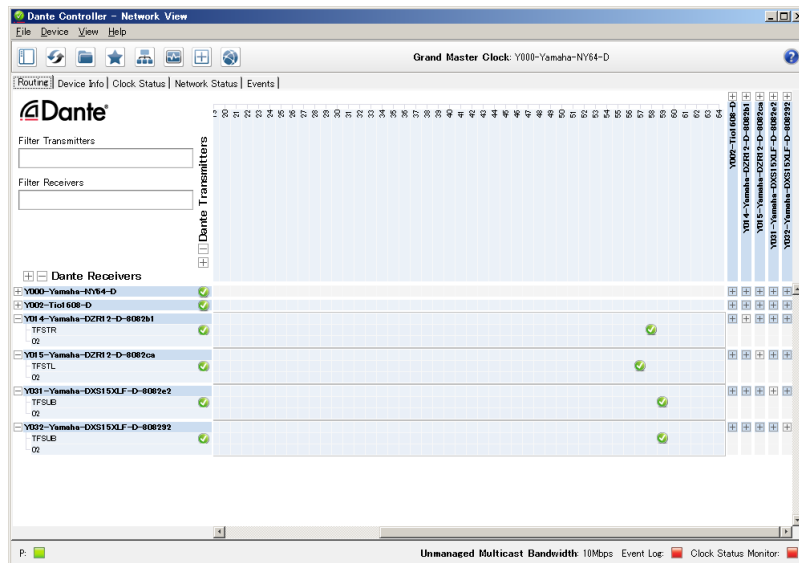 Dante Controller - Network View
File Device View Help
Grand Master Clock: Y000-Yamaha-NY64-D
?
Routing Device Info Clock Status Network Status Events
Dante
Filter Transmitters
Filter Receivers
Dante Transmitters
20 21 22 23 24 25 26 27 28 29 30 31 32 33 34 35 36 37 38 39 40 41 42 43 44 45 46 47 48 49 50 51 52 53 54 55 56 57 58 59 60 61 62 63 64
Y002-Tio1608-D
Y014-Yamaha-DZR12-D-8082b1
Y015-Yamaha-DZR12-D-8082ca
Y031-Yamaha-DXS15XLF-D-8082e2
Y032-Yamaha-DXS15XLF-D-808292
Dante Receivers
Y000-Yamaha-NY64-D
Y002-Tio1608-D
Y014-Yamaha-DZR12-D-8082b1
TFSTR
02
Y015-Yamaha-DZR12-D-8082ca
TFSTL
02
Y031-Yamaha-DXS15XLF-D-8082e2
TFSUB
02
Y032-Yamaha-DXS15XLF-D-808292
TFSUB
02
P:
Unmanaged Multicast Bandwidth: 10Mbps Event Log: Clock Status Monitor: